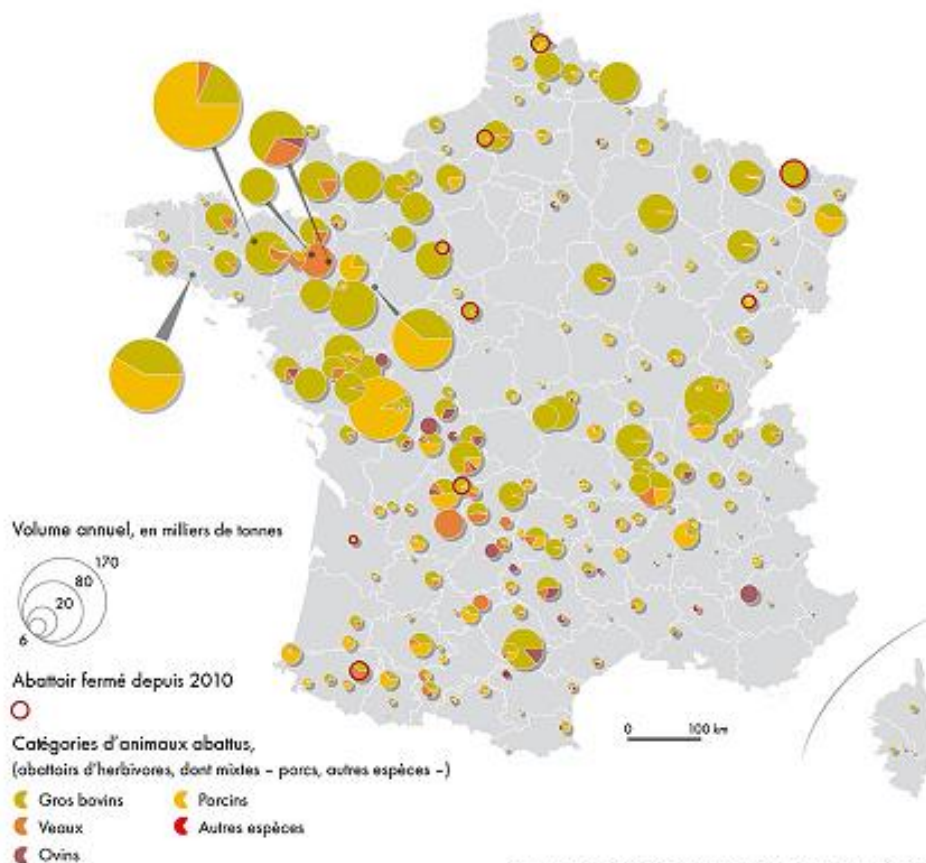 Volume annuel, en milliers de tonnes
170
80
20
6
Abattoir fermé depuis 2010
0 100 km
Catégories d'animaux abattus,
(abattoirs d'herbivores, dont mixtes – porcs, autres espèces –)
Gros bovins Porcins
Veaux Autres espèces
Ovins